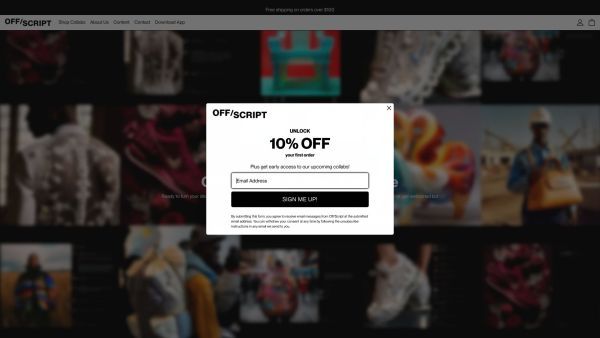 Free shipping on orders over $100
OFF/SCRIPT
Shop Collabs About Us Content Contact Download App
OFF/SCRIPT
UNLOCK
10% OFF
your first order
Plus get early access to our upcoming collabs!
Email Address
SIGN ME UP!
By submitting this form, you agree to receive email messages from Off/Script at the submitted
email address. You can withdraw your consent at any time by following the unsubscribe
instructions in any email we send to you.
Ready to turn your